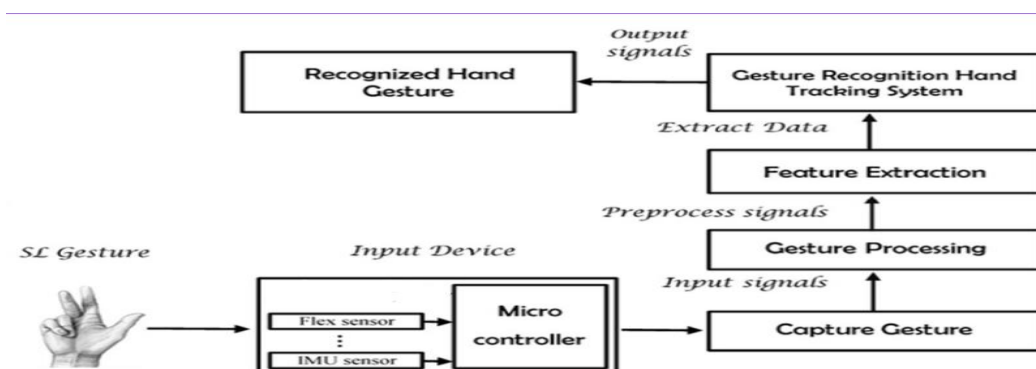 Output
signals
Recognized Hand
Gesture
Gesture Recognition Hand
Tracking System
Extract Data
Feature Extraction
Preprocess signals
Gesture Processing
Input signals
Capture Gesture
SL Gesture
Input Device
Flex sensor
⋮
IMU sensor
Micro
controller